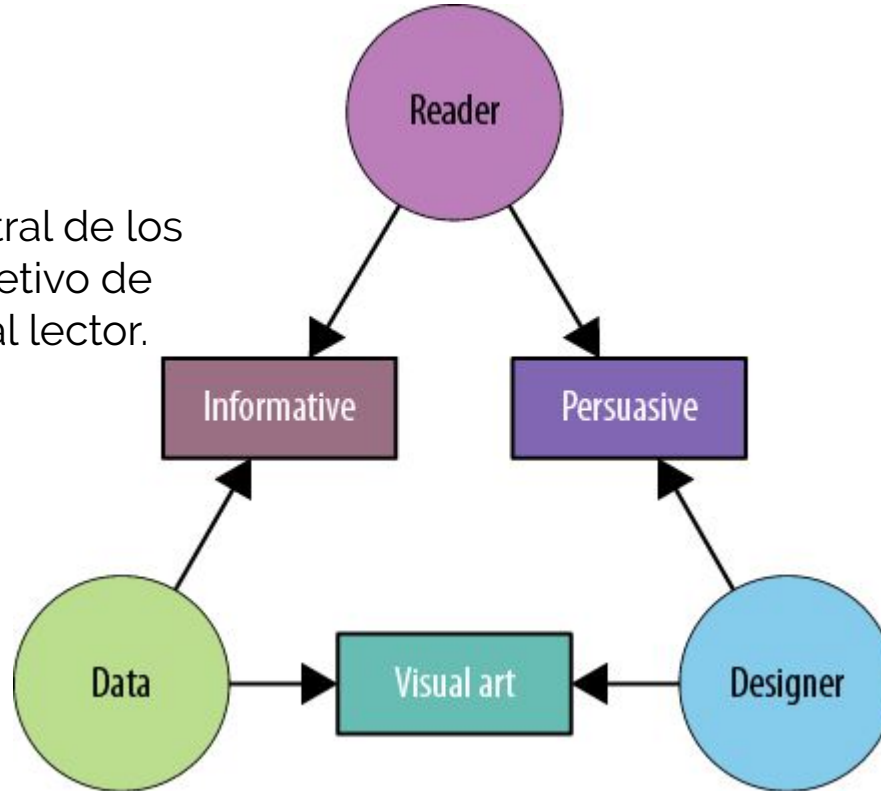 Reader
tral de los
etivo de
al lector.
Informative
Persuasive
Data
Visual art
Designer